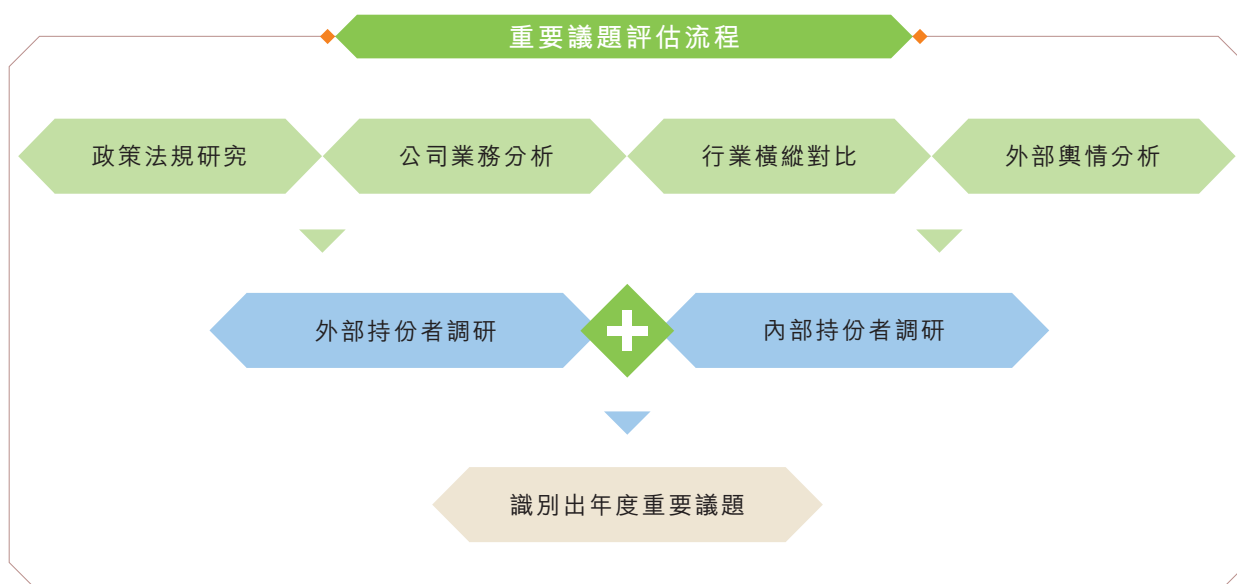 重要議題評估流程
政策法規研究
公司業務分析
行業橫縱對比
外部輿情分析
外部持份者調研
內部持份者調研
識別出年度重要議題